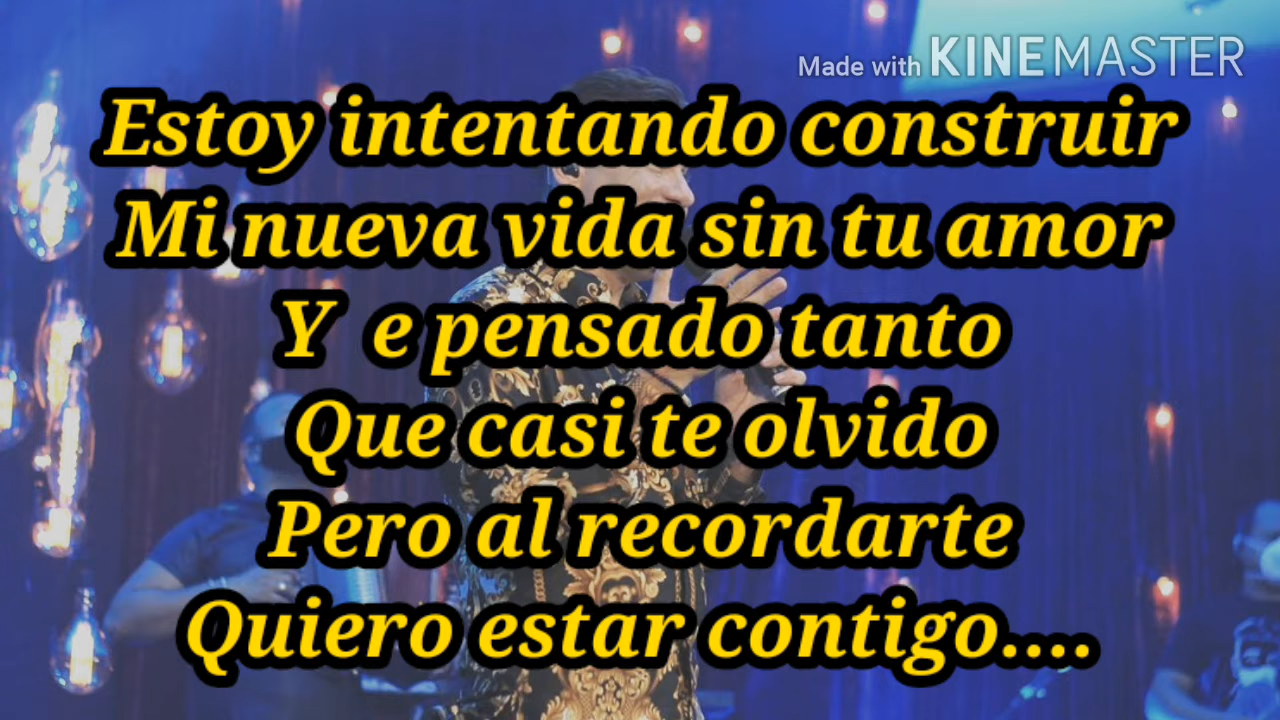 Made with KINEMASTER
Estoy intentando construir
Mi nueva vida sin tu amor
Y e pensado tanto
Que casi te olvido
Pero al recordarte
Quiero estar contigo....